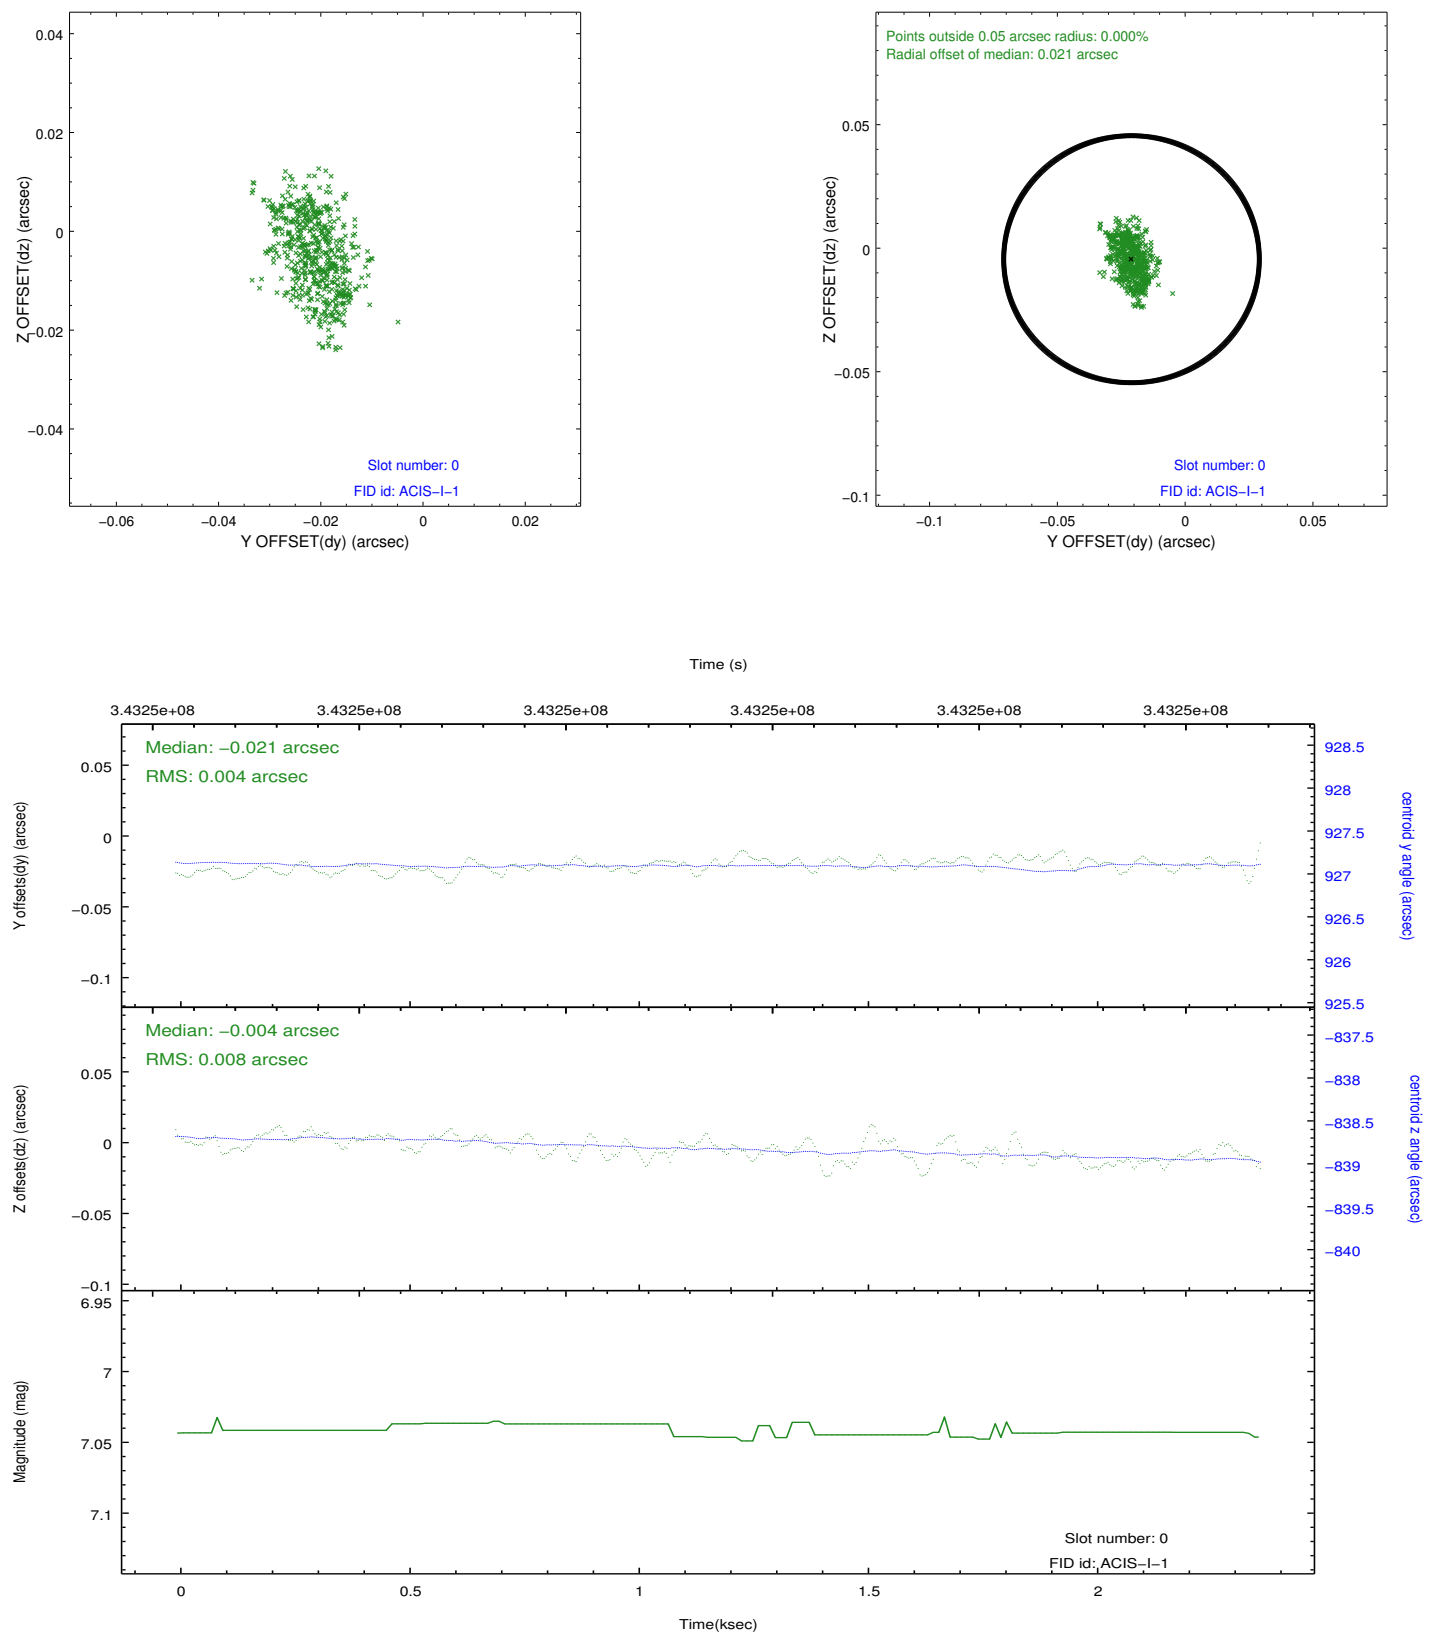 0.04
0.02
0
−0.02
−0.04
Z OFFSET(dz) (arcsec)
Slot number: 0
FID id: ACIS−I−1
−0.06 −0.04 −0.02 0 0.02
Y OFFSET(dy) (arcsec)
Points outside 0.05 arcsec radius: 0.000%
Radial offset of median: 0.021 arcsec
0.05
0
−0.05
−0.1
Z OFFSET(dz) (arcsec)
Slot number: 0
FID id: ACIS−I−1
−0.1 −0.05 0 0.05
Y OFFSET(dy) (arcsec)
Time (s)
3.4325e+08 3.4325e+08 3.4325e+08 3.4325e+08 3.4325e+08 3.4325e+08
Median: −0.021 arcsec
RMS: 0.004 arcsec
0.05
0
−0.05
−0.1
Y offsets(dy) (arcsec)
928.5
928
927.5
927
926.5
926
925.5
centroid y angle (arcsec)
Median: −0.004 arcsec
RMS: 0.008 arcsec
0.05
0
−0.05
−0.1
Z offsets(dz) (arcsec)
−837.5
−838
−838.5
−839
−839.5
−840
centroid z angle (arcsec)
6.95
7
7.05
7.1
Magnitude (mag)
Slot number: 0
FID id: ACIS−I−1
0 0.5 1 1.5 2
Time(ksec)